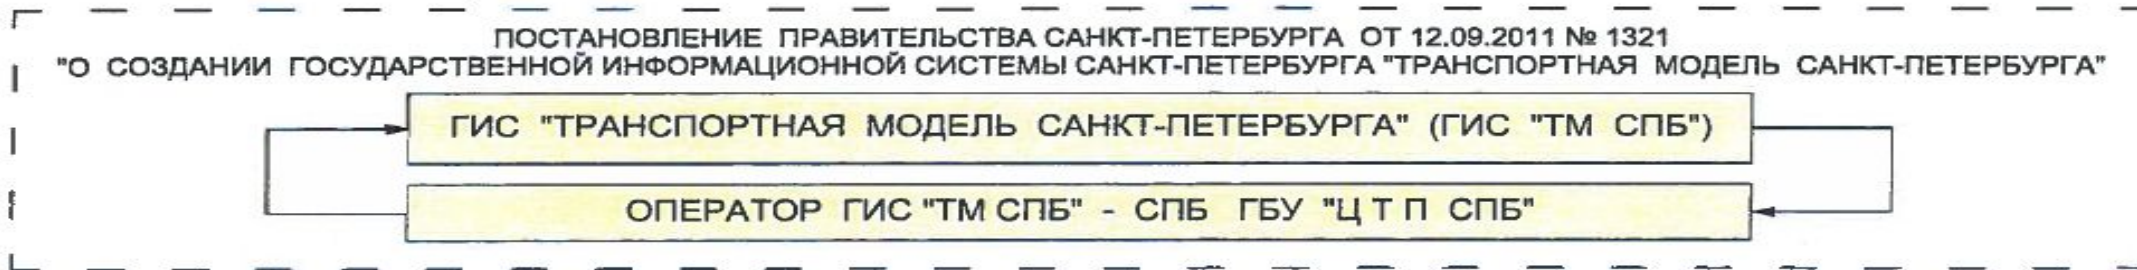 ПОСТАНОВЛЕНИЕ ПРАВИТЕЛЬСТВА САНКТ-ПЕТЕРБУРГА ОТ 12.09.2011 № 1321
"О СОЗДАНИИ ГОСУДАРСТВЕННОЙ ИНФОРМАЦИОННОЙ СИСТЕМЫ САНКТ-ПЕТЕРБУРГА "ТРАНСПОРТНАЯ МОДЕЛЬ САНКТ-ПЕТЕРБУРГА"
ГИС "ТРАНСПОРТНАЯ МОДЕЛЬ САНКТ-ПЕТЕРБУРГА" (ГИС "ТМ СПБ")
ОПЕРАТОР ГИС "ТМ СПБ" - СПБ ГБУ "Ц Т П СПБ"